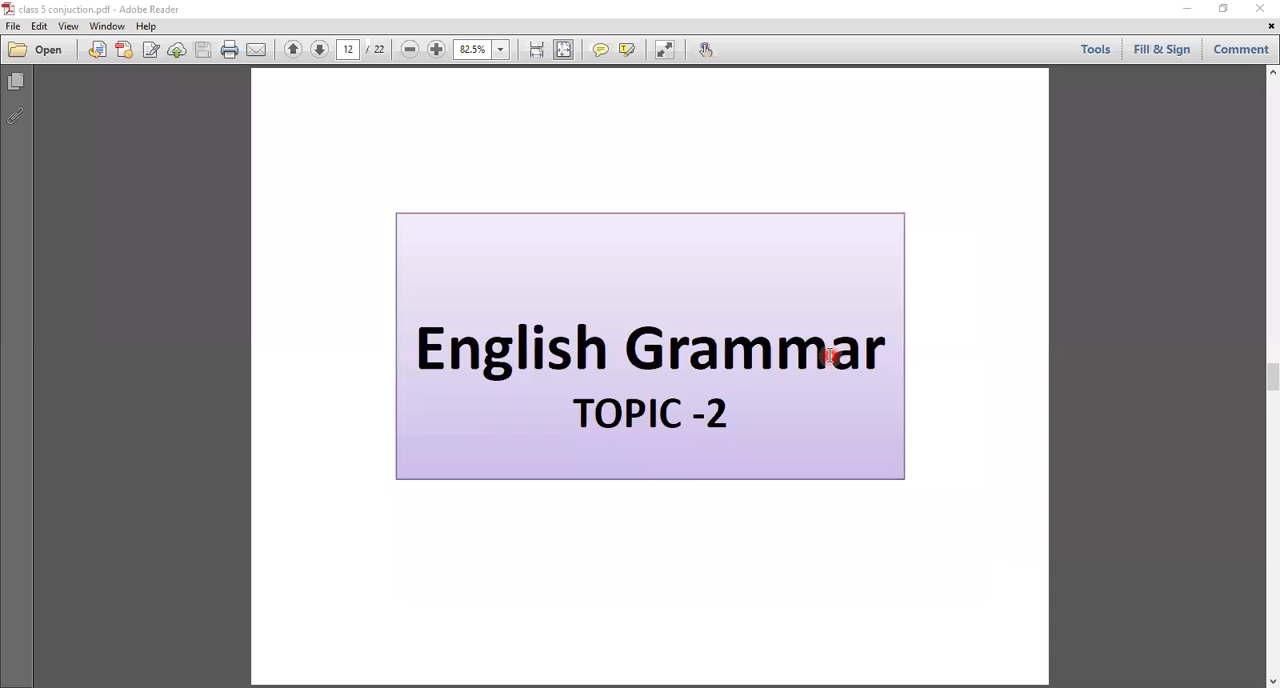 class 5 conjuction.pdf - Adobe Reader
File Edit View Window Help
Open 12 / 22 82.5% Tools Fill & Sign Comment
English Grammar
TOPIC -2